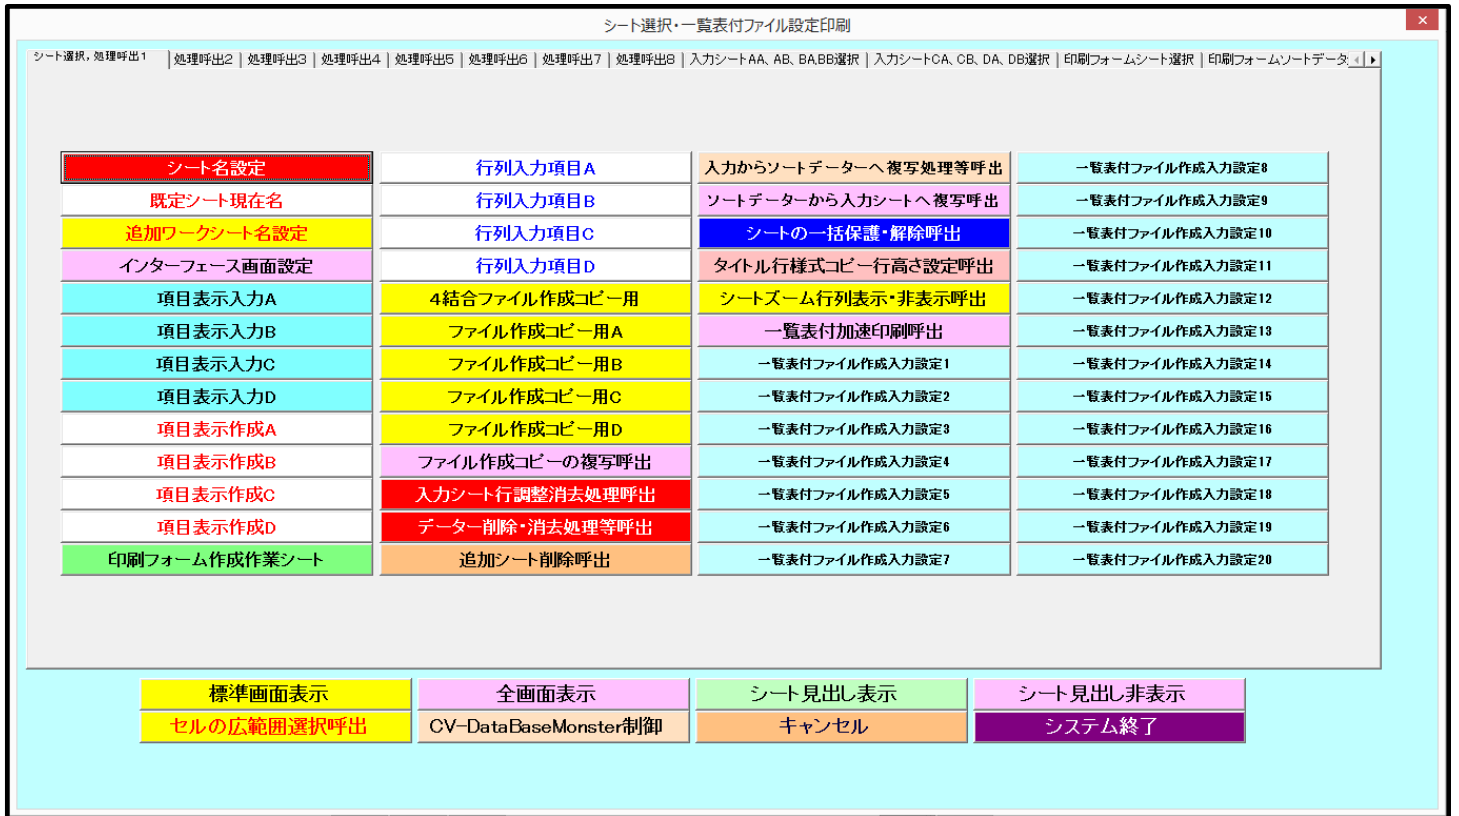 シート選択・一覧表付ファイル設定印刷
シート選択，処理呼出1 処理呼出2 処理呼出3 処理呼出4 処理呼出5 処理呼出6 処理呼出7 処理呼出8 入力シートAA、AB、BA,BB選択 入力シートCA、CB、DA、DB選択 印刷フォームシート選択 印刷フォームソートデータ
シート名設定 行列入力項目A 入力からソートデーターへ複写処理等呼出 一覧表付ファイル作成入力設定8
既定シート現在名 行列入力項目B ソートデーターから入力シートへ複写呼出 一覧表付ファイル作成入力設定9
追加ワークシート名設定 行列入力項目C シートの一括保護・解除呼出 一覧表付ファイル作成入力設定10
インターフェース画面設定 行列入力項目D タイトル行様式コピー行高さ設定呼出 一覧表付ファイル作成入力設定11
項目表示入力A 4結合ファイル作成コピー用 シートズーム行列表示・非表示呼出 一覧表付ファイル作成入力設定12
項目表示入力B ファイル作成コピー用A 一覧表付加速印刷呼出 一覧表付ファイル作成入力設定13
項目表示入力C ファイル作成コピー用B 一覧表付ファイル作成入力設定1 一覧表付ファイル作成入力設定14
項目表示入力D ファイル作成コピー用C 一覧表付ファイル作成入力設定2 一覧表付ファイル作成入力設定15
項目表示作成A ファイル作成コピー用D 一覧表付ファイル作成入力設定3 一覧表付ファイル作成入力設定16
項目表示作成B ファイル作成コピーの複写呼出 一覧表付ファイル作成入力設定4 一覧表付ファイル作成入力設定17
項目表示作成C 入力シート行調整消去処理呼出 一覧表付ファイル作成入力設定5 一覧表付ファイル作成入力設定18
項目表示作成D データー削除・消去処理等呼出 一覧表付ファイル作成入力設定6 一覧表付ファイル作成入力設定19
印刷フォーム作成作業シート 追加シート削除呼出 一覧表付ファイル作成入力設定7 一覧表付ファイル作成入力設定20
標準画面表示 全画面表示 シート見出し表示 シート見出し非表示
セルの広範囲選択呼出 CV-DataBaseMonster制御 キャンセル システム終了